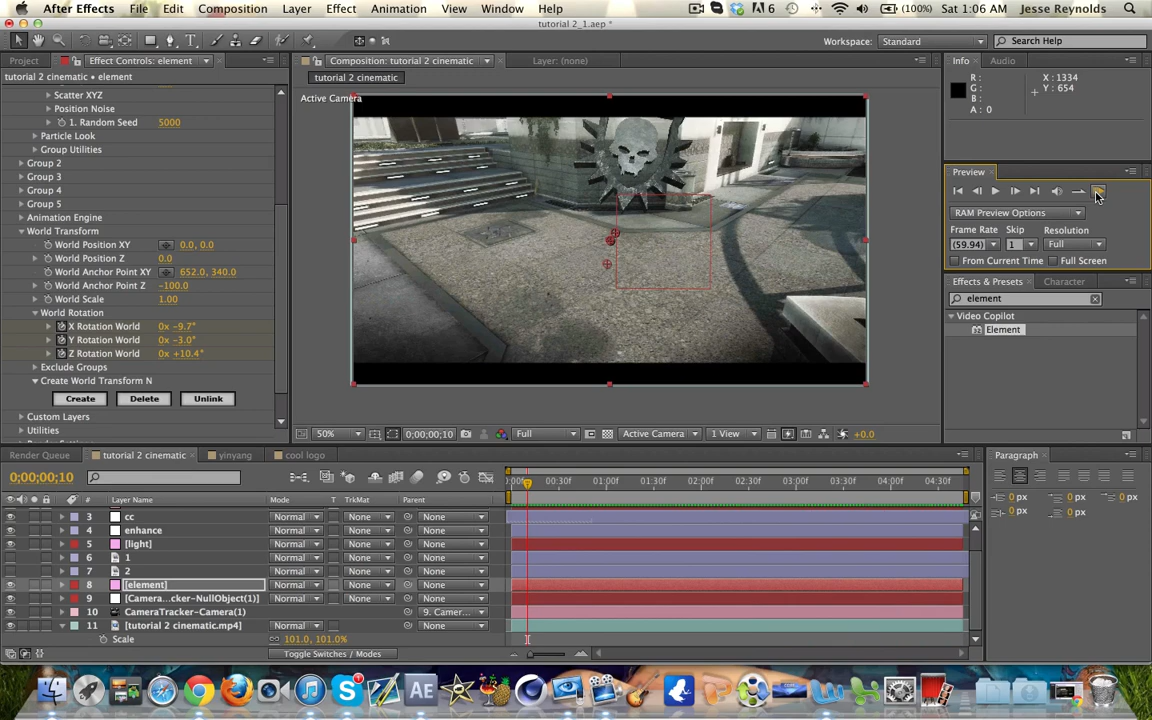 After Effects File Edit Composition Layer Effect Animation View Window Help
6 (100%) Sat 1:06 AM Jesse Reynolds
tutorial 2_1.aep *
Workspace: Standard Search Help
Project Effect Controls: element Composition: tutorial 2 cinematic Layer: (none) Info Audio
tutorial 2 cinematic • element
tutorial 2 cinematic
Active Camera
R: X : 1334
G: Y : 654
B:
A: 0
Scatter XYZ
Position Noise
1. Random Seed 5000
Particle Look
Group Utilities
Group 2
Group 3
Group 4
Group 5
Animation Engine
World Transform
World Position XY 0.0, 0.0
World Position Z 0.0
World Anchor Point XY 652.0, 340.0
World Anchor Point Z -100.0
World Scale 1.00
World Rotation
X Rotation World 0x -9.7°
Y Rotation World 0x -3.0°
Z Rotation World 0x +10.4°
Exclude Groups
Create World Transform N
Create Delete Unlink
Custom Layers
Utilities
Preview
RAM Preview Options
Frame Rate Skip Resolution
(59.94) 1 Full
From Current Time Full Screen
Effects & Presets Character
element
Video Copilot
Element
50% 0;00;00;10 Full Active Camera 1 View +0.0
Render Queue tutorial 2 cinematic yinyang cool logo Paragraph
0;00;00;10
0:00f 00:30f 01:00f 01:30f 02:00f 02:30f 03:00f 03:30f 04:00f 04:30f
# Layer Name Mode T TrkMat Parent
3 cc Normal None None
4 enhance Normal None None
5 [light] Normal None None
6 1 Normal None None
7 2 Normal None None
8 [element] Normal None None
9 [Camera...cker-NullObject(1)] Normal None None
10 CameraTracker-Camera(1) 9. Camer...
11 [tutorial 2 cinematic.mp4] Normal None None
Scale 101.0, 101.0%
Toggle Switches / Modes
0 px 0 px 0 px
0 px 0 px
AE